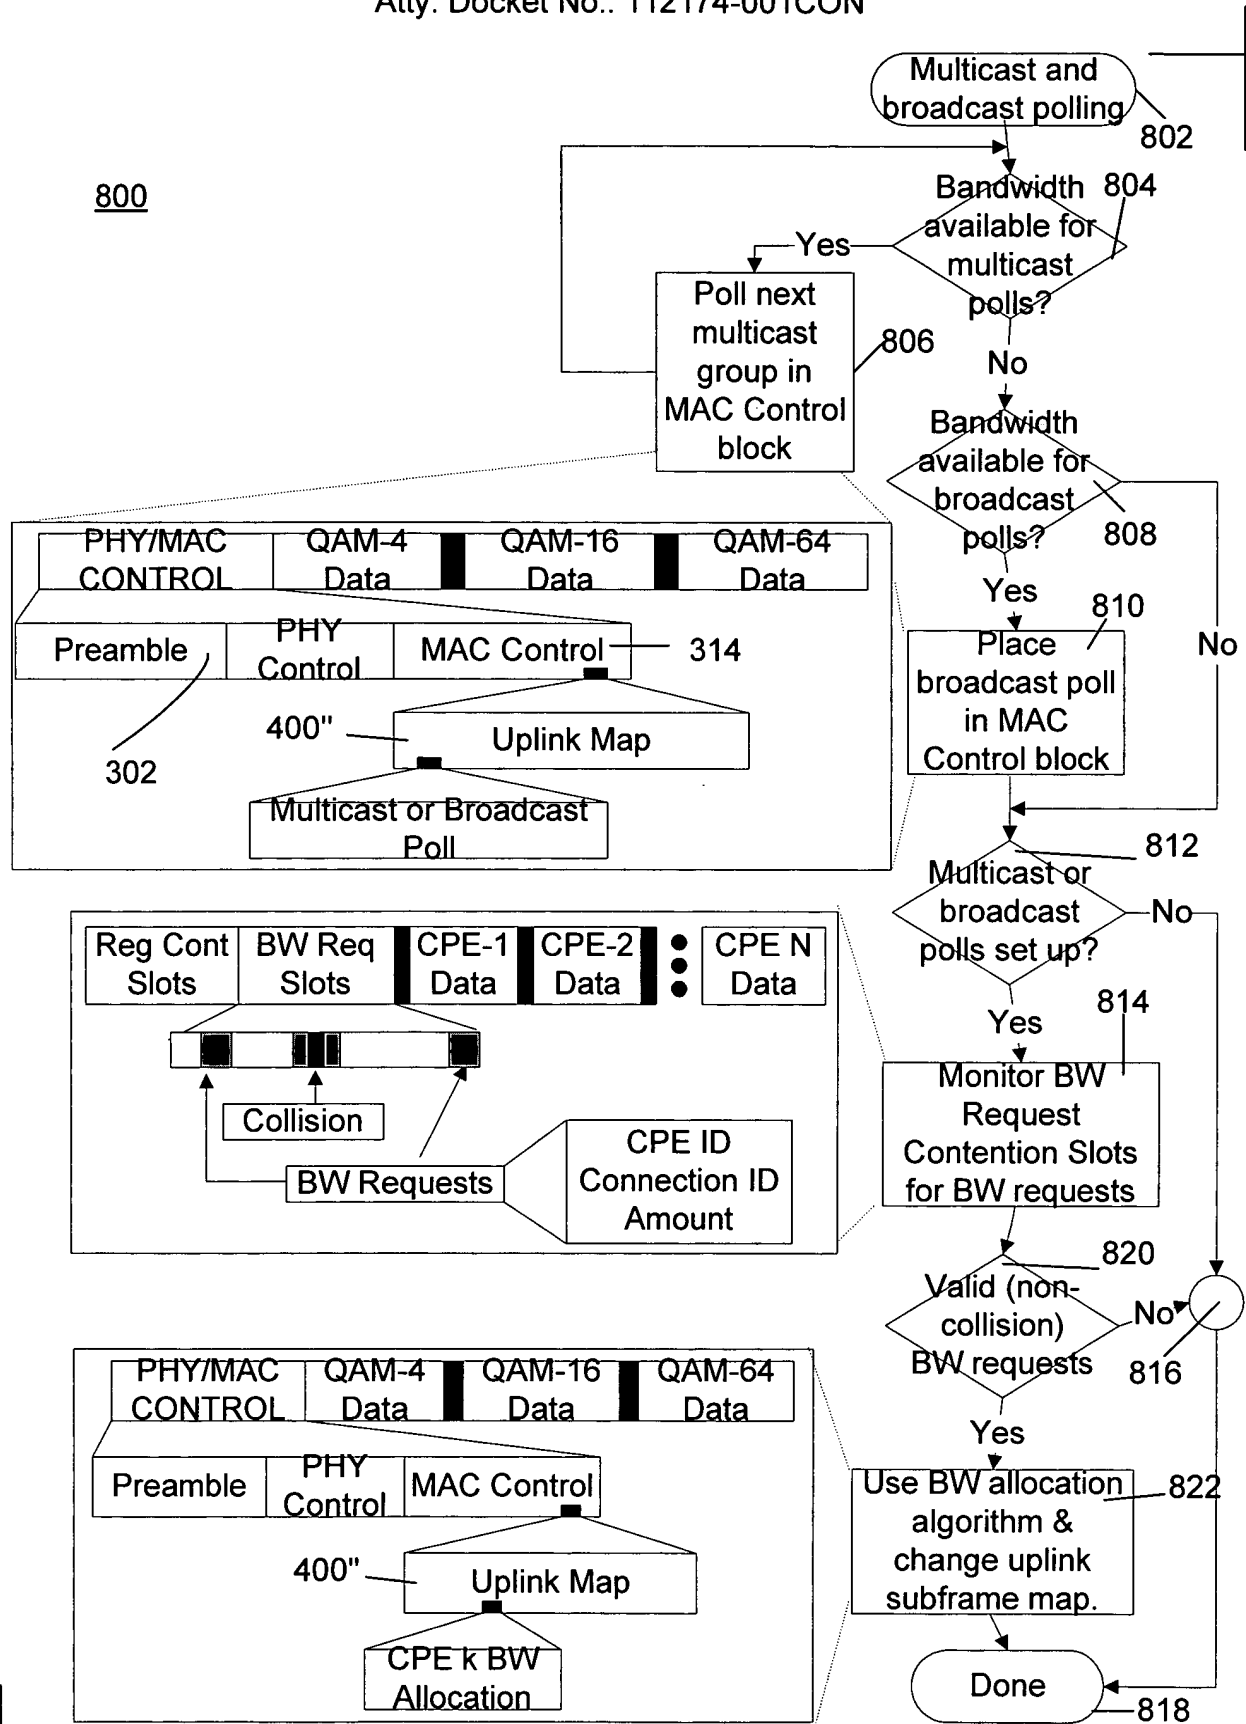 Atty. Docket No.: 112174-001CON
Multicast and
broadcast polling
802
800
Bandwidth
available for
multicast
polls?
804
Yes
Poll next
multicast
group in
MAC Control
block
806
No
Bandwidth
available for
broadcast
polls?
808
Yes
No
810
Place
broadcast poll
in MAC
Control block
PHY/MAC
CONTROL
QAM-4
Data
QAM-16
Data
QAM-64
Data
Preamble
PHY
Control
MAC Control
314
302
400"
Uplink Map
Multicast or Broadcast
Poll
812
Multicast or
broadcast
polls set up?
No
Yes
Reg Cont
Slots
BW Req
Slots
CPE-1
Data
CPE-2
Data
CPE N
Data
Collision
BW Requests
CPE ID
Connection ID
Amount
814
Monitor BW
Request
Contention Slots
for BW requests
820
Valid (non-
collision)
BW requests
No
816
Yes
PHY/MAC
CONTROL
QAM-4
Data
QAM-16
Data
QAM-64
Data
Preamble
PHY
Control
MAC Control
400"
Uplink Map
CPE k BW
Allocation
Use BW allocation
algorithm &
change uplink
subframe map.
822
Done
818